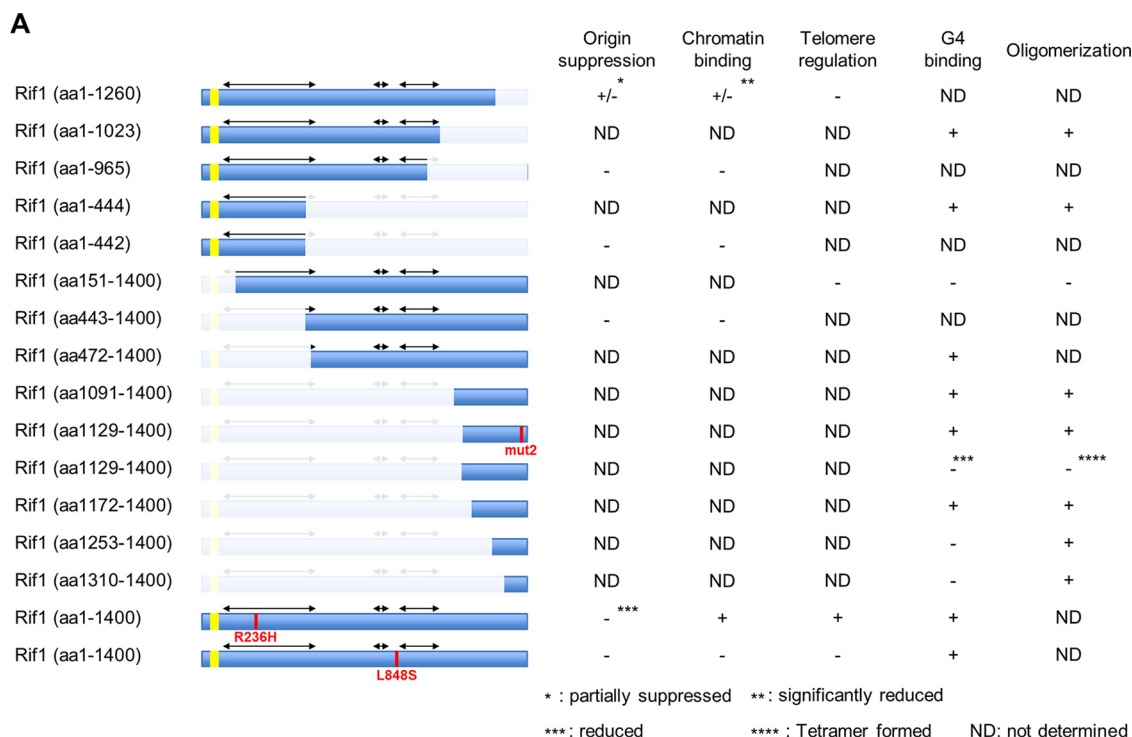 A
Origin suppression Chromatin binding Telomere regulation G4 binding Oligomerization
Rif1 (aa1-1260) +/-* +/-** - ND ND
Rif1 (aa1-1023) ND ND ND + +
Rif1 (aa1-965) - - ND ND ND
Rif1 (aa1-444) ND ND ND + +
Rif1 (aa1-442) - - ND ND ND
Rif1 (aa151-1400) ND ND - - -
Rif1 (aa443-1400) - - ND ND ND
Rif1 (aa472-1400) ND ND ND + ND
Rif1 (aa1091-1400) ND ND ND + +
Rif1 (aa1129-1400) ND ND ND + +
mut2
Rif1 (aa1129-1400) ND ND ND -*** -****
Rif1 (aa1172-1400) ND ND ND + +
Rif1 (aa1253-1400) ND ND ND - +
Rif1 (aa1310-1400) ND ND ND - +
Rif1 (aa1-1400) -*** + + + ND
R236H
Rif1 (aa1-1400) - - - + ND
L848S
* : partially suppressed ** : significantly reduced
*** : reduced **** : Tetramer formed ND: not determined